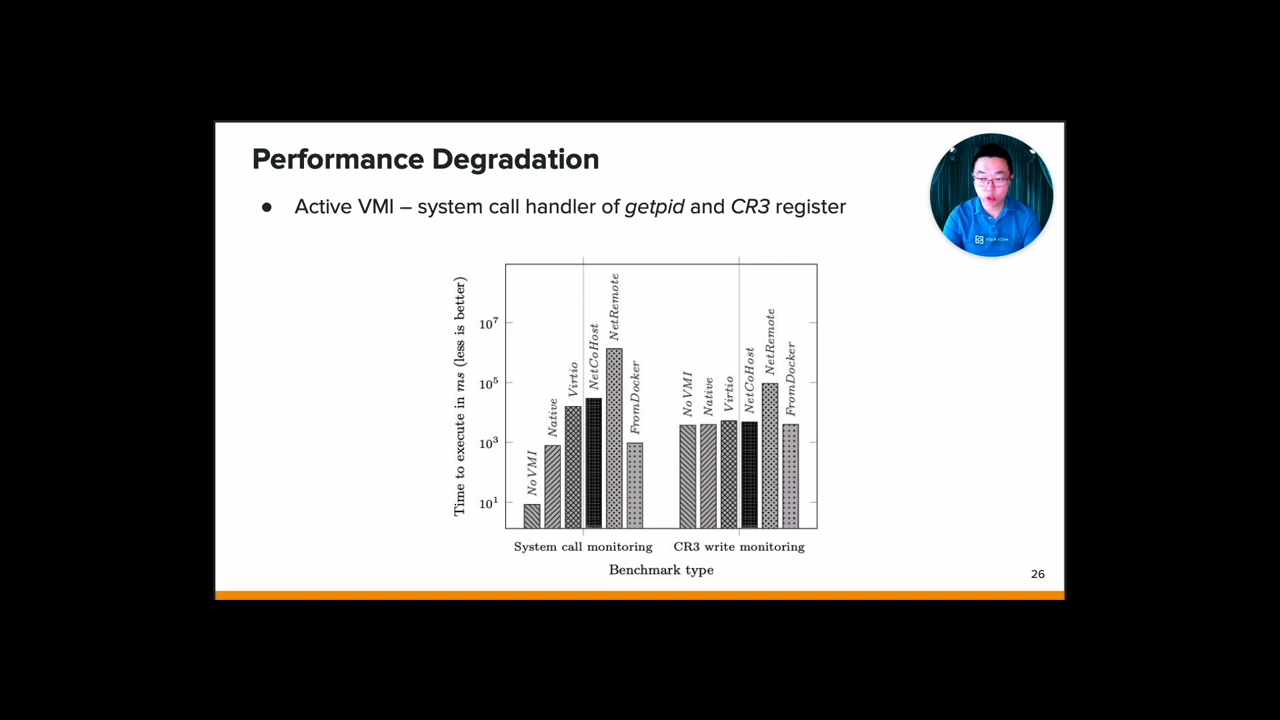 Performance Degradation
● Active VMI – system call handler of getpid and CR3 register
Time to execute in ms (less is better)
10⁷
10⁵
10³
10¹
NoVMI
Native
Virtio
NetCoHost
NetRemote
FromDocker
NoVMI
Native
Virtio
NetCoHost
NetRemote
FromDocker
System call monitoring
CR3 write monitoring
Benchmark type
26